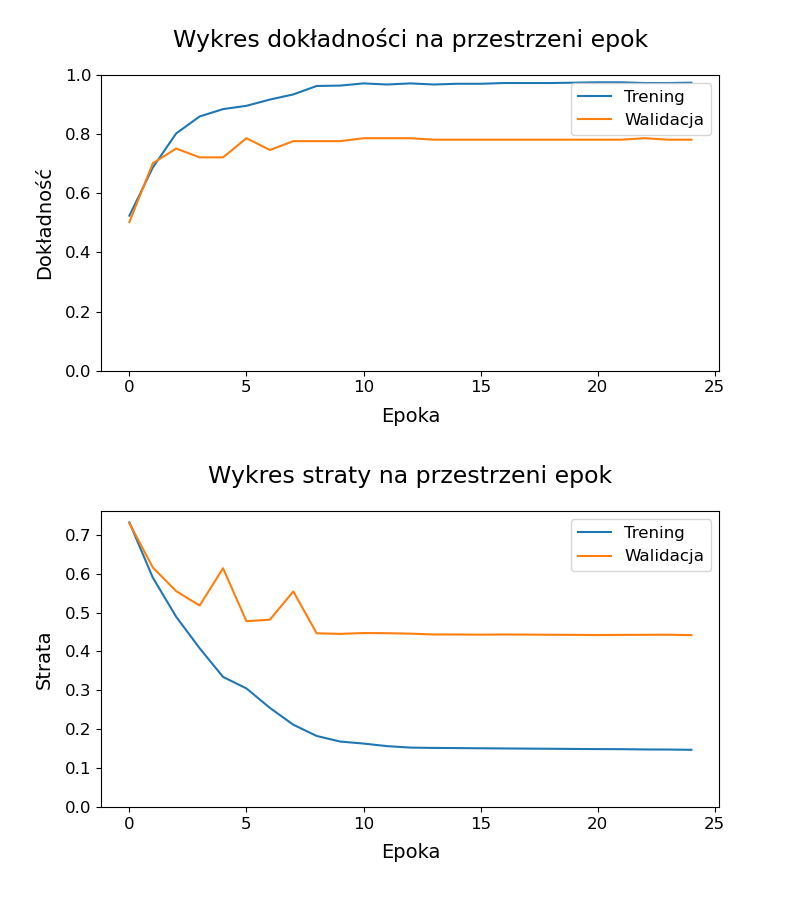 Wykres dokładności na przestrzeni epok
1.0
0.8
0.6
0.4
0.2
0.0
Dokładność
Trening
Walidacja
0 5 10 15 20 25
Epoka
Wykres straty na przestrzeni epok
0.7
0.6
0.5
0.4
0.3
0.2
0.1
0.0
Strata
Trening
Walidacja
0 5 10 15 20 25
Epoka